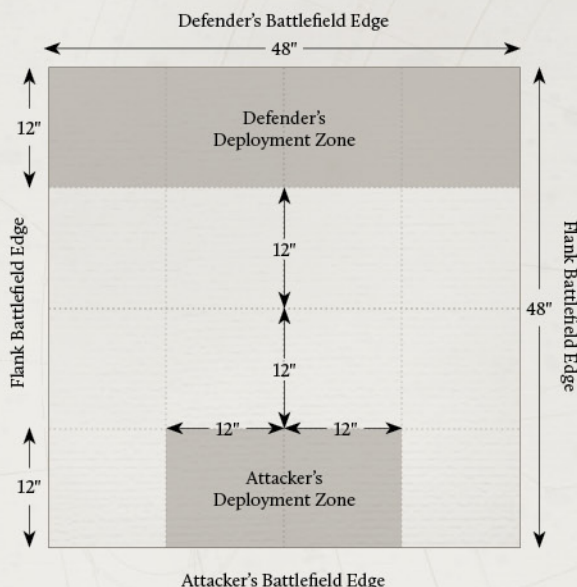 Defender's Battlefield Edge
48"
12"
Defender's
Deployment Zone
12"
Flank Battlefield Edge
Flank Battlefield Edge
48"
12"
12"
12"
12"
Attacker's
Deployment Zone
Attacker's Battlefield Edge